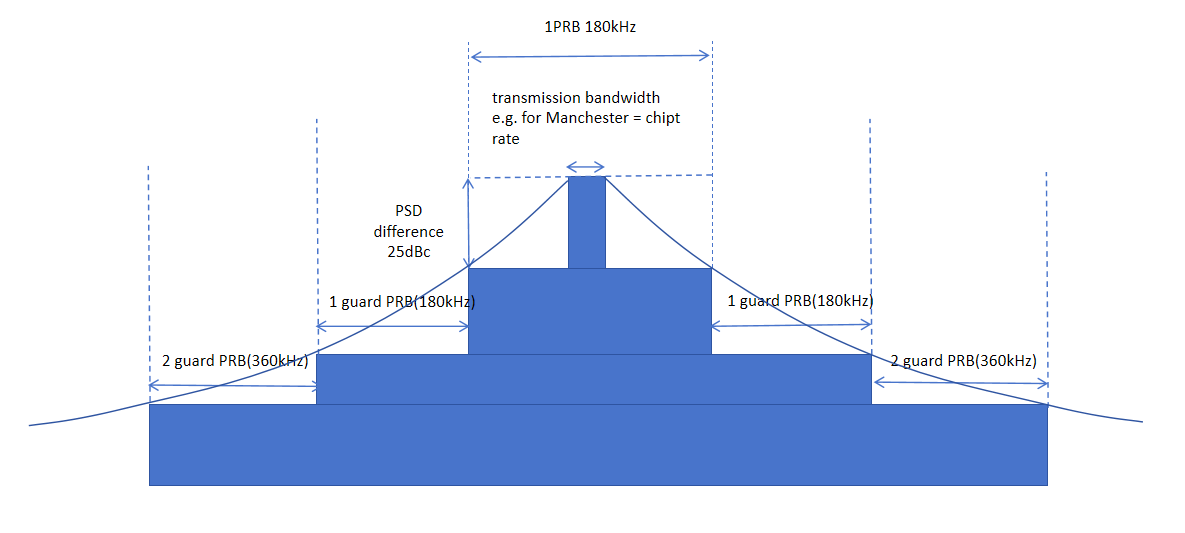 1PRB 180kHz
transmission bandwidth
e.g. for Manchester = chipt
rate
PSD
difference
25dBc
1 guard PRB(180kHz)
1 guard PRB(180kHz)
2 guard PRB(360kHz)
2 guard PRB(360kHz)